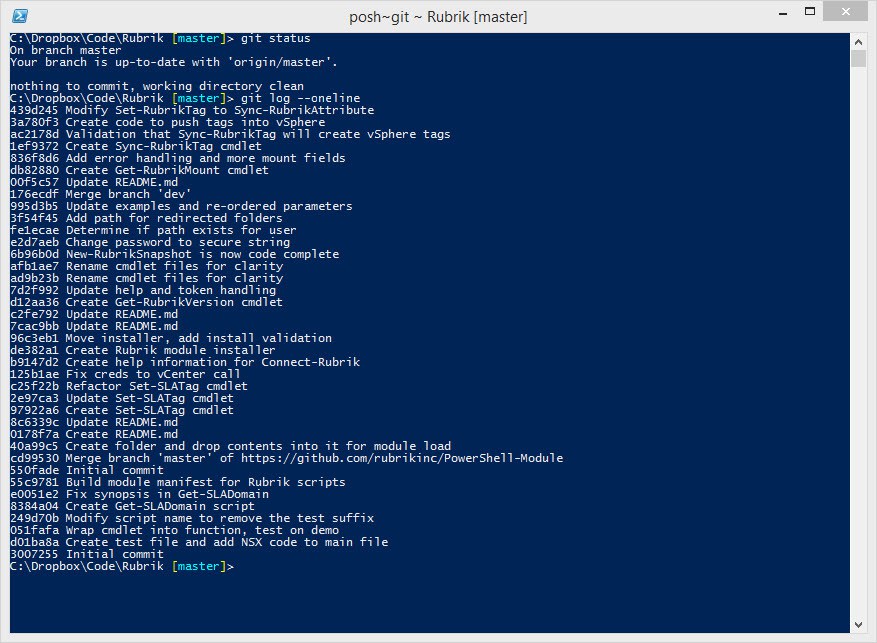 posh~git ~ Rubrik [master]
C:\Dropbox\Code\Rubrik [master]> git status
On branch master
Your branch is up-to-date with 'origin/master'.
nothing to commit, working directory clean
C:\Dropbox\Code\Rubrik [master]> git log --oneline
439d245 Modify Set-RubrikTag to Sync-RubrikAttribute
3a780f3 Create code to push tags into vSphere
ac2178d Validation that Sync-RubrikTag will create vSphere tags
1ef9372 Create Sync-RubrikTag cmdlet
836f8d6 Add error handling and more mount fields
db82880 Create Get-RubrikMount cmdlet
00f5c57 Update README.md
176ecdf Merge branch 'dev'
995d3b5 Update examples and re-ordered parameters
3f54f45 Add path for redirected folders
fe1ecae Determine if path exists for user
e2d7aeb Change password to secure string
6b96b0d New-RubrikSnapshot is now code complete
afb1ae7 Rename cmdlet files for clarity
ad9b23b Rename cmdlet files for clarity
7d2f992 Update help and token handling
d12aa36 Create Get-RubrikVersion cmdlet
c2fe792 Update README.md
7cac9bb Update README.md
96c3eb1 Move installer, add install validation
de382a1 Create Rubrik module installer
b9147d2 Create help information for Connect-Rubrik
125b1ae Fix creds to vCenter call
c25f22b Refactor Set-SLATag cmdlet
2e97ca3 Update Set-SLATag cmdlet
97922a6 Create Set-SLATag cmdlet
8c6339c Update README.md
0178f7a Create README.md
40a99c5 Create folder and drop contents into it for module load
cd99530 Merge branch 'master' of https://github.com/rubrikinc/PowerShell-Module
550fade Initial commit
55c9781 Build module manifest for Rubrik scripts
e0051e2 Fix synopsis in Get-SLADomain
8384a04 Create Get-SLADomain script
249d70b Modify script name to remove the test suffix
051fafa Wrap cmdlet into function, test on demo
d01ba8a Create test file and add NSX code to main file
3007255 Initial commit
C:\Dropbox\Code\Rubrik [master]>